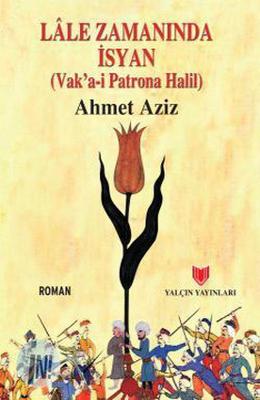 LÂLE ZAMANINDA
İSYAN
(Vak'a-i Patrona Halil)
Ahmet Aziz
ROMAN
YALÇIN YAYINLARI